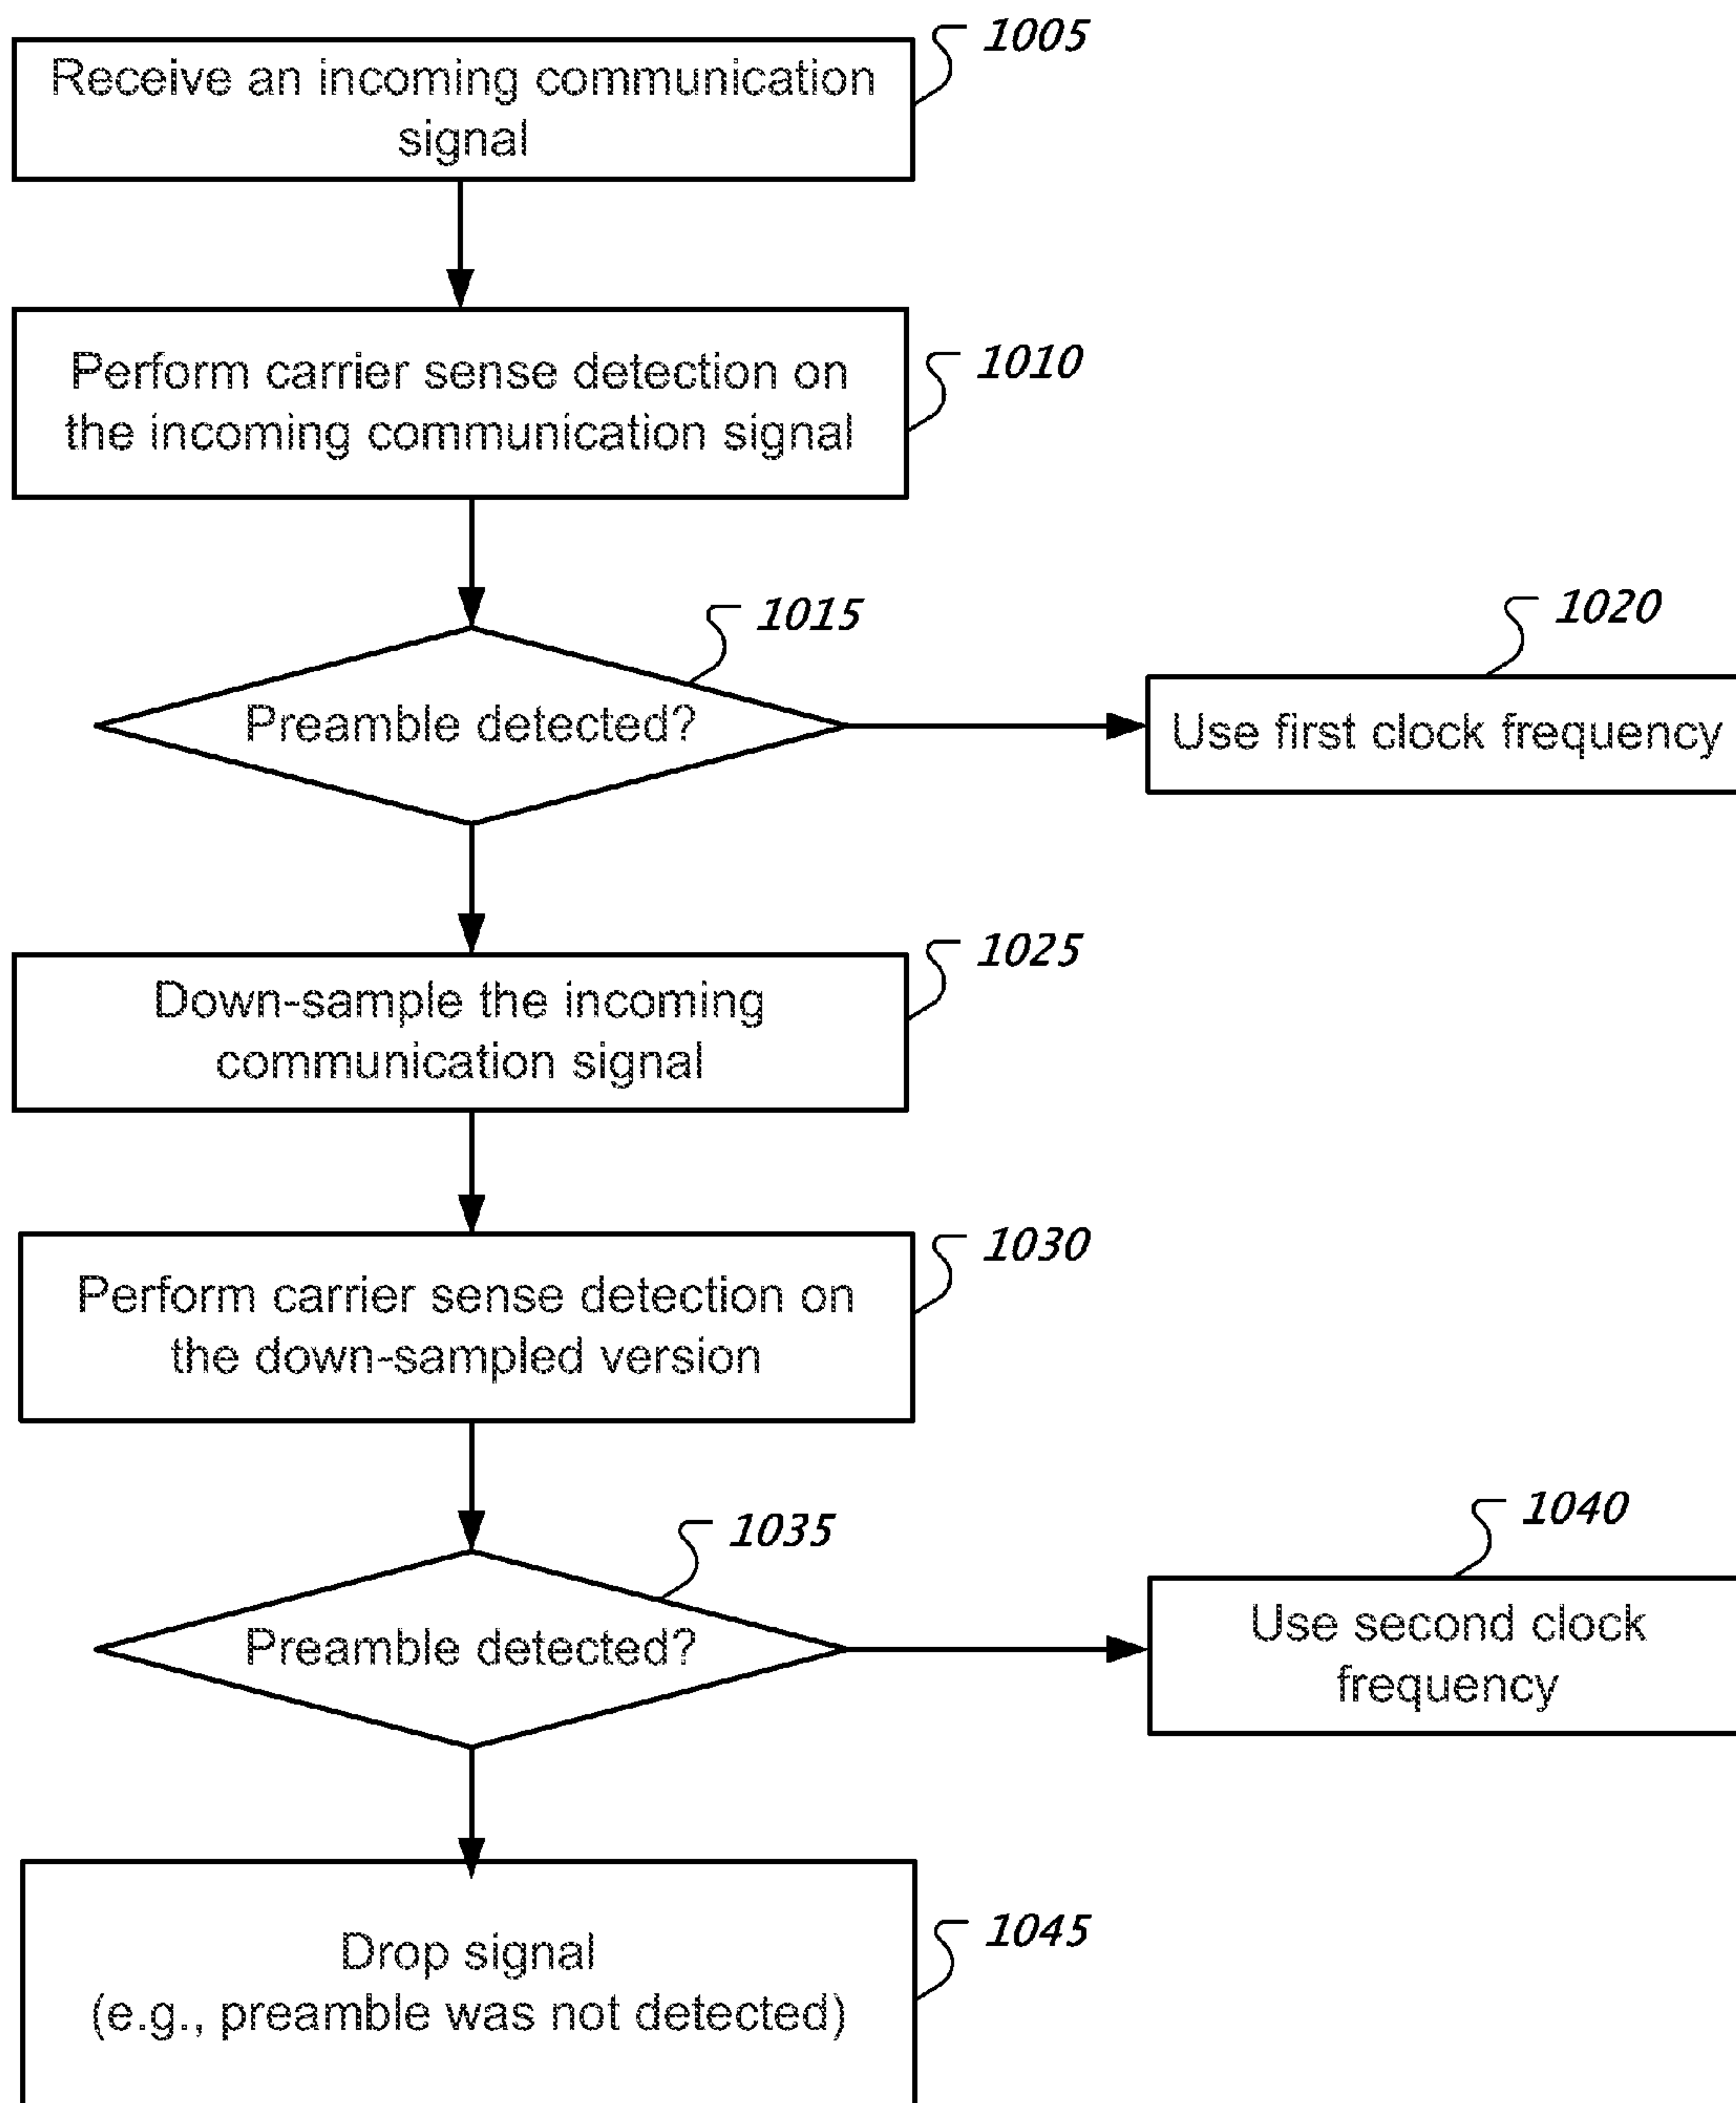 1005
Receive an incoming communication
signal
1010
Perform carrier sense detection on
the incoming communication signal
1015
Preamble detected?
1020
Use first clock frequency
1025
Down-sample the incoming
communication signal
1030
Perform carrier sense detection on
the down-sampled version
1035
Preamble detected?
1040
Use second clock
frequency
1045
Drop signal
(e.g., preamble was not detected)